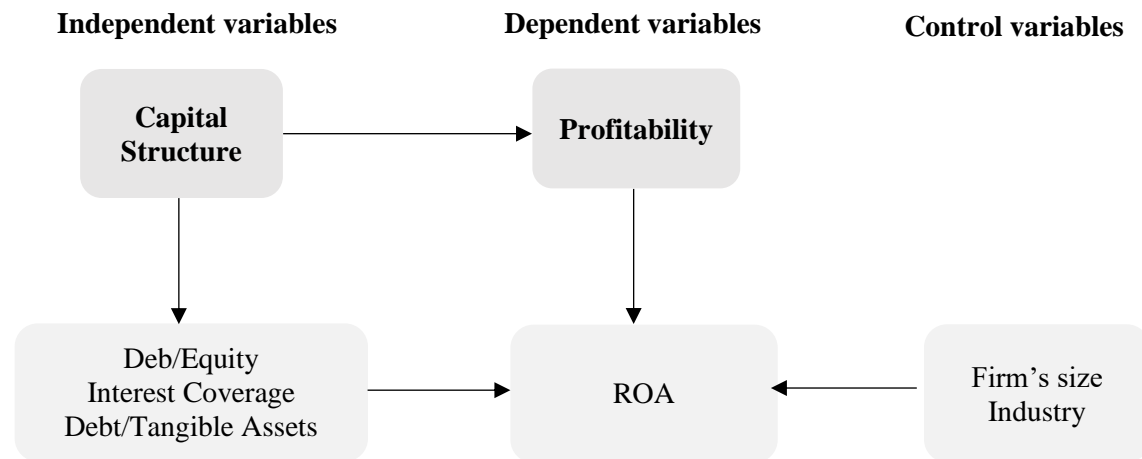 Independent variables
Dependent variables
Control variables
Capital
Structure
Profitability
Deb/Equity
Interest Coverage
Debt/Tangible Assets
ROA
Firm’s size
Industry